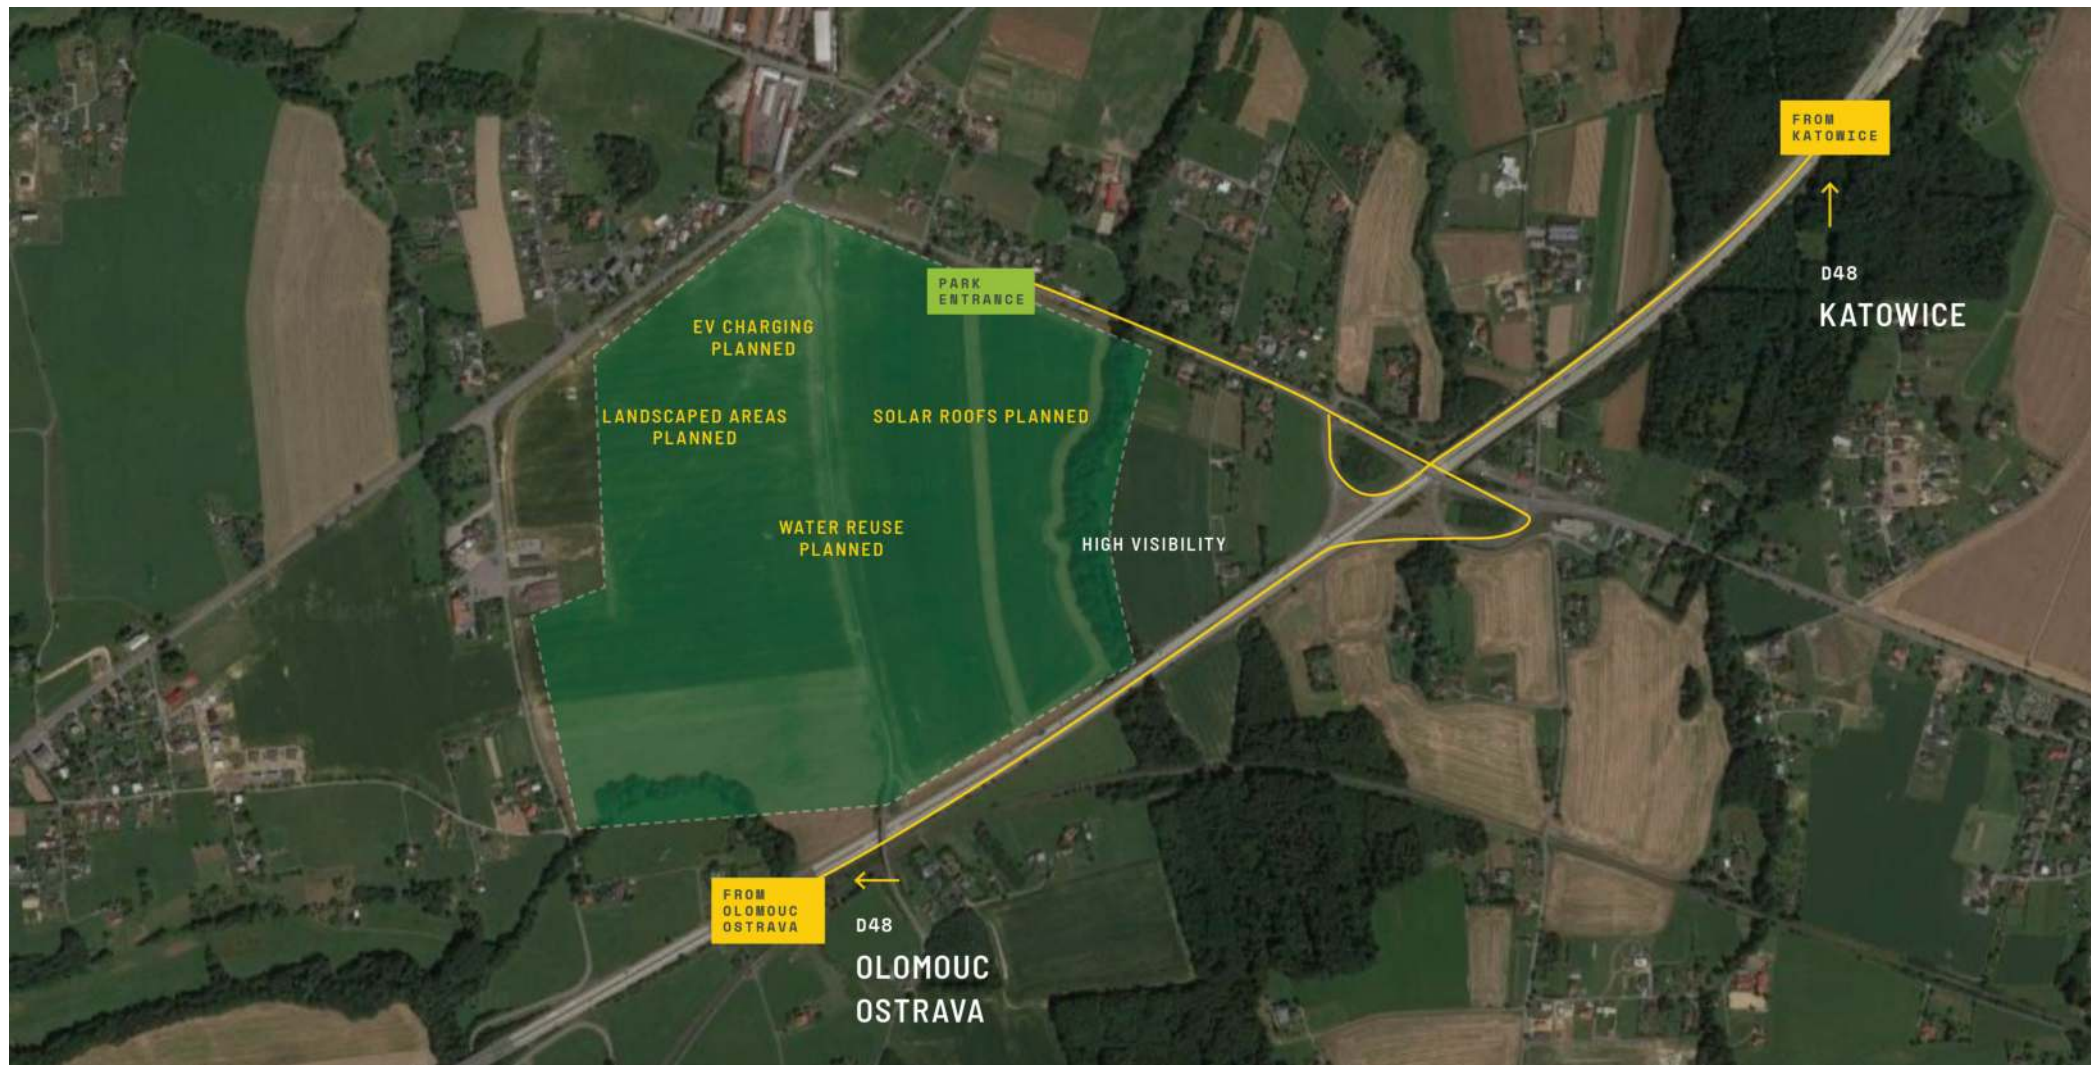 FROM
KATOWICE
D48
KATOWICE
PARK
ENTRANCE
EV CHARGING
PLANNED
LANDSCAPED AREAS
PLANNED
SOLAR ROOFS PLANNED
WATER REUSE
PLANNED
HIGH VISIBILITY
FROM
OLOMOUC
OSTRAVA
D48
OLOMOUC
OSTRAVA